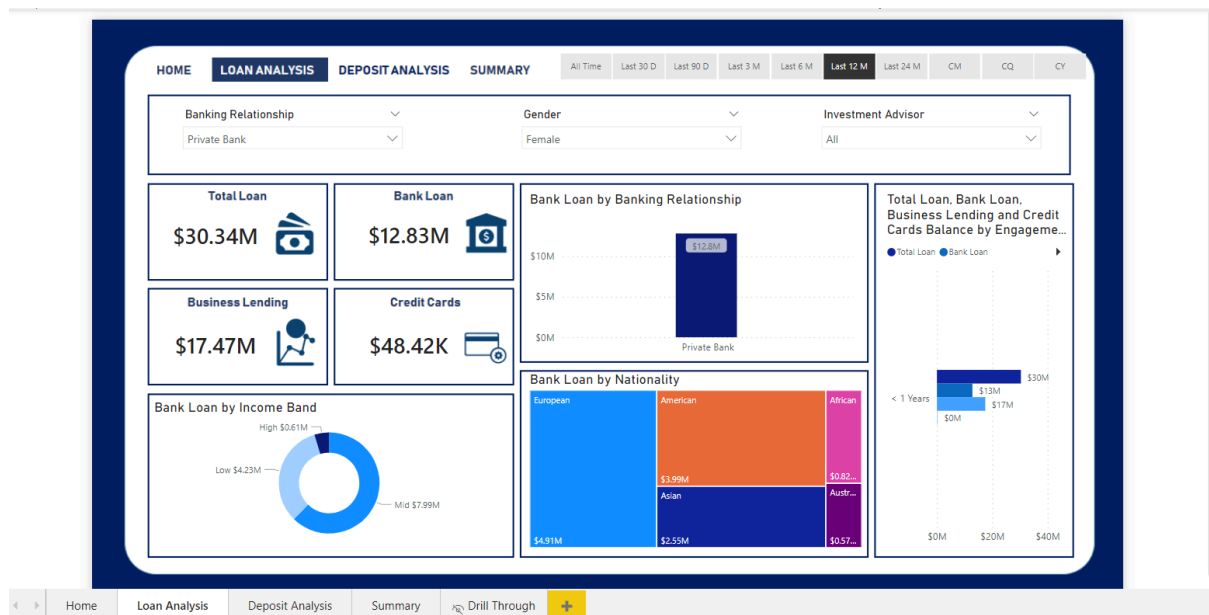 HOME LOAN ANALYSIS DEPOSIT ANALYSIS SUMMARY
All Time Last 30 D Last 90 D Last 3 M Last 6 M Last 12 M Last 24 M CM CQ CY
Banking Relationship
Private Bank
Gender
Female
Investment Advisor
All
Total Loan
$30.34M
Bank Loan
$12.83M
Business Lending
$17.47M
Credit Cards
$48.42K
Bank Loan by Income Band
High $0.61M
Low $4.23M
Mid $7.99M
Bank Loan by Banking Relationship
$10M
$5M
$0M
$12.8M
Private Bank
Bank Loan by Nationality
European
$4.91M
American
$3.99M
Asian
$2.55M
African
$0.82...
Austr...
$0.57...
Total Loan, Bank Loan,
Business Lending and Credit
Cards Balance by Engageme...
Total Loan Bank Loan
< 1 Years
$30M
$13M
$17M
$0M
$0M $20M $40M
Home Loan Analysis Deposit Analysis Summary Drill Through +